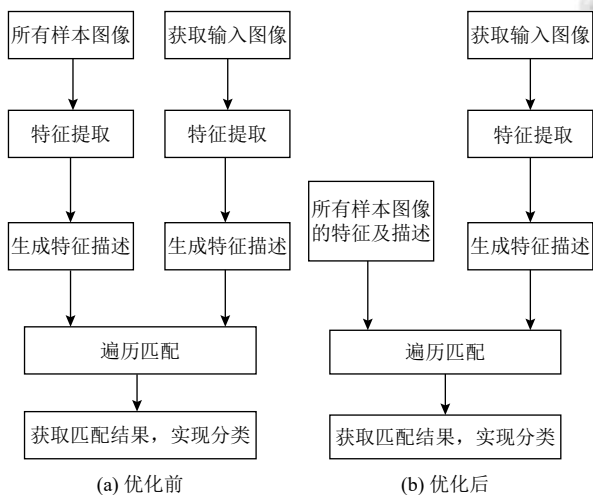 所有样本图像
获取输入图像
特征提取
特征提取
生成特征描述
生成特征描述
遍历匹配
获取匹配结果，实现分类
(a) 优化前
获取输入图像
特征提取
所有样本图像
的特征及描述
生成特征描述
遍历匹配
获取匹配结果，实现分类
(b) 优化后